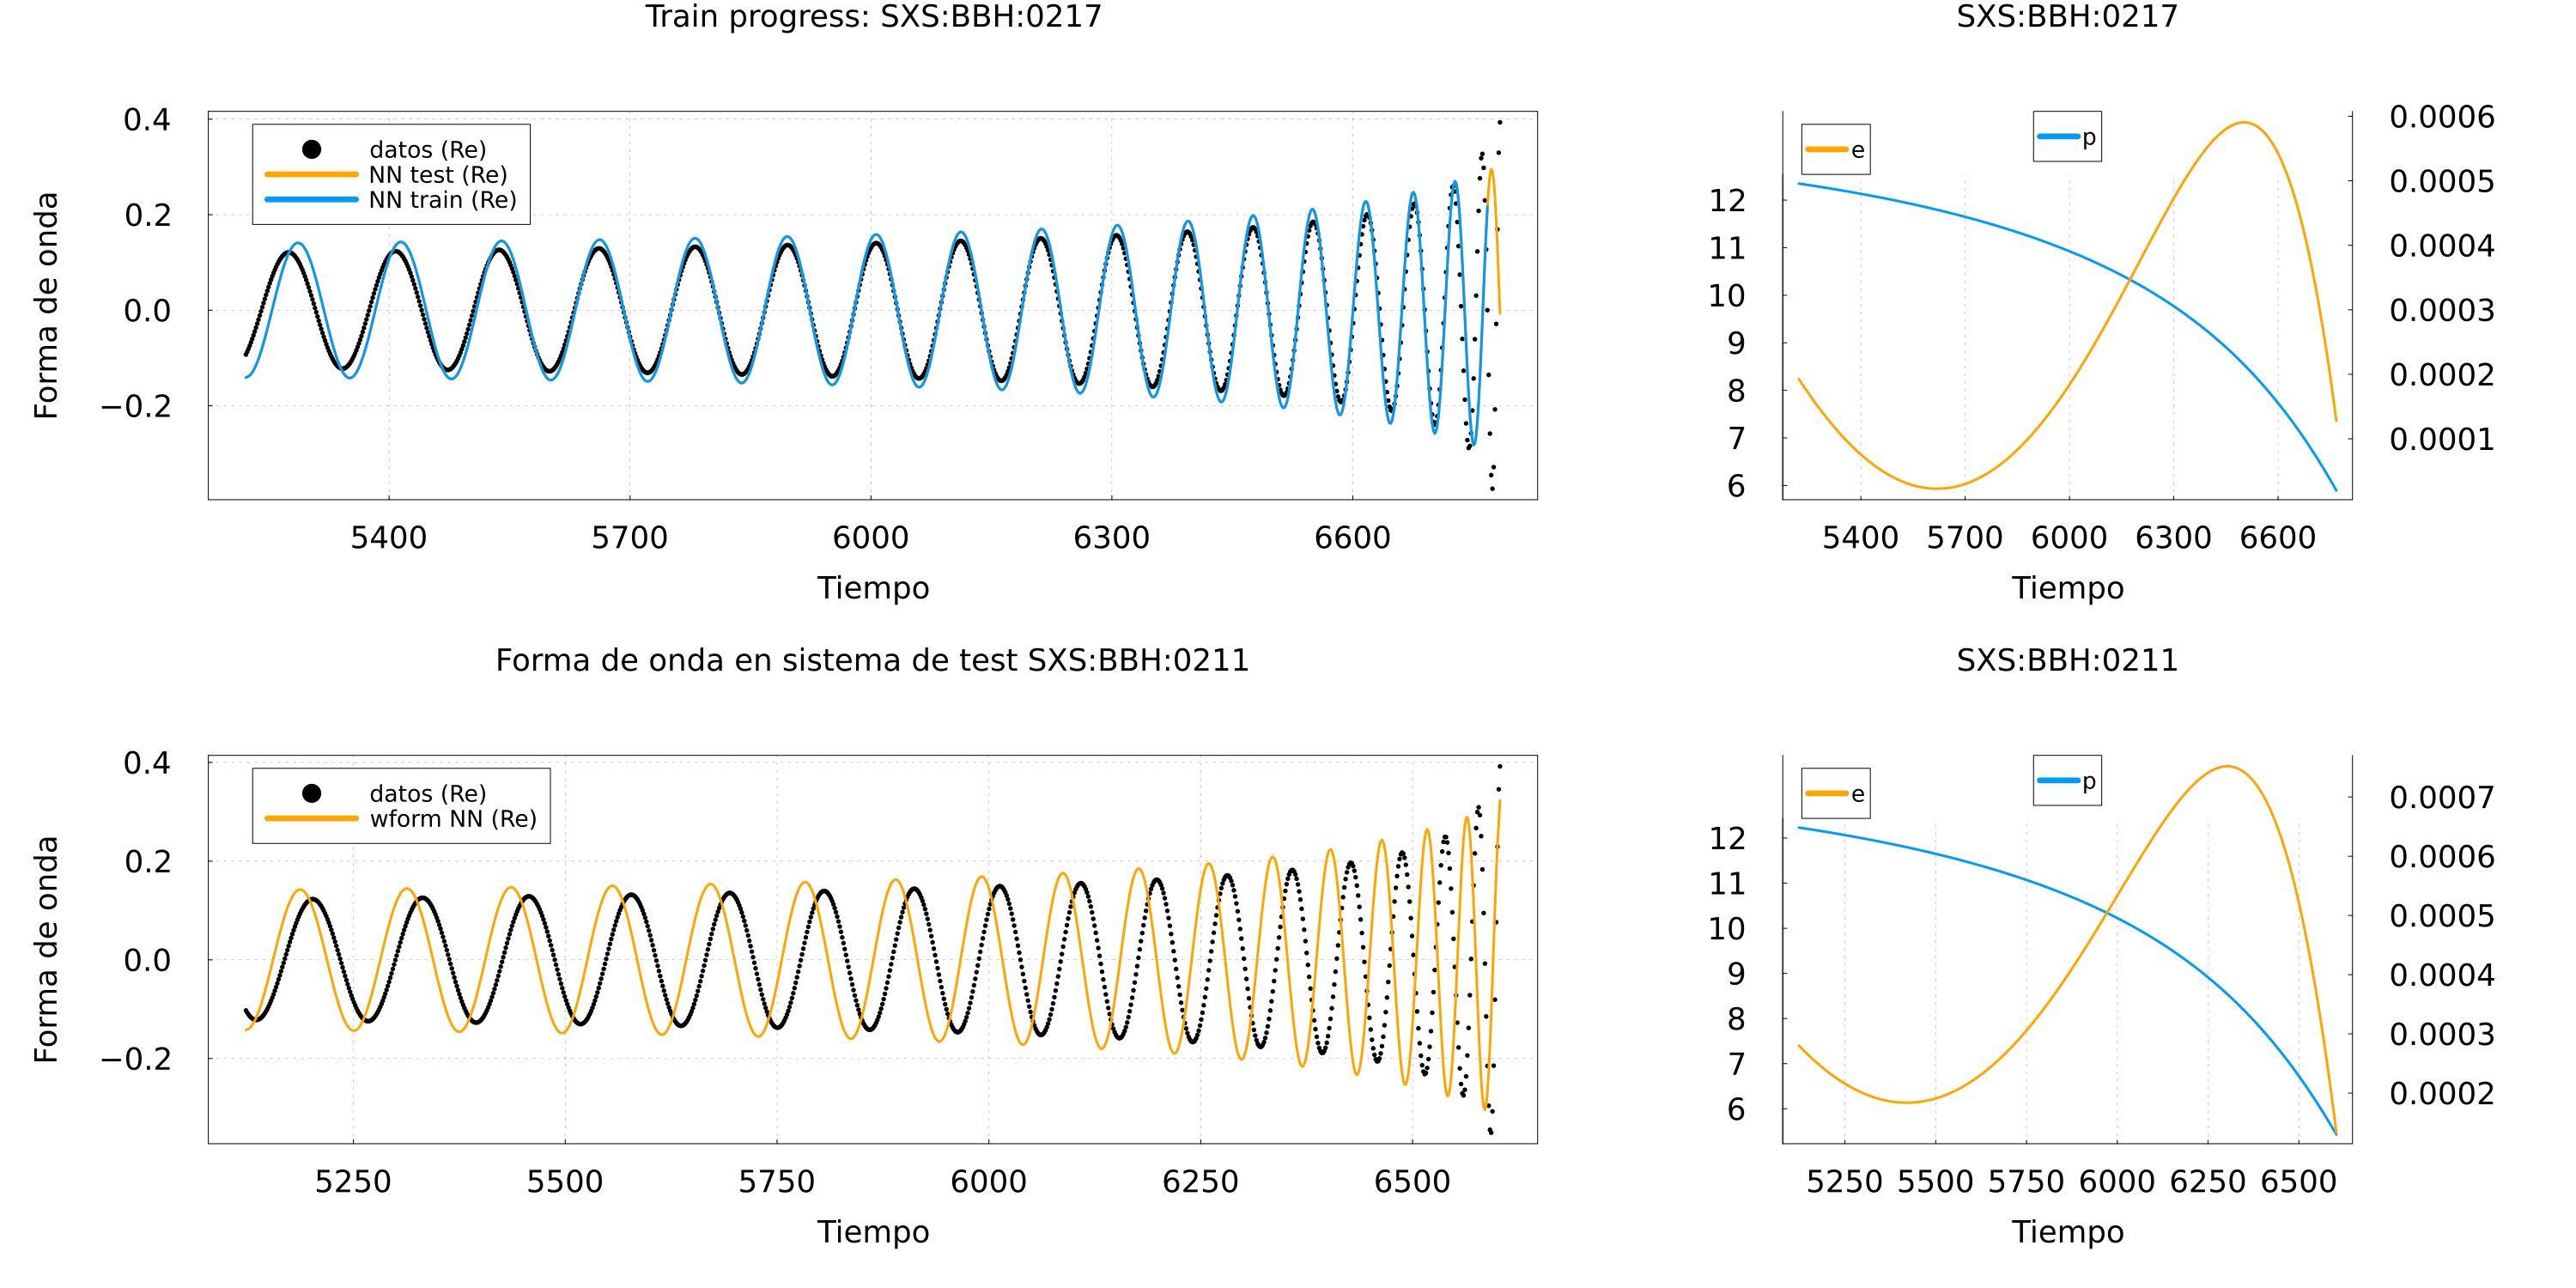 Train progress: SXS:BBH:0217
0.4
0.2
0.0
−0.2
Forma de onda
datos (Re)
NN test (Re)
NN train (Re)
5400 5700 6000 6300 6600
Tiempo
SXS:BBH:0217
e
p
12
11
10
9
8
7
6
0.0006
0.0005
0.0004
0.0003
0.0002
0.0001
5400 5700 6000 6300 6600
Tiempo
Forma de onda en sistema de test SXS:BBH:0211
0.4
0.2
0.0
−0.2
Forma de onda
datos (Re)
wform NN (Re)
5250 5500 5750 6000 6250 6500
Tiempo
SXS:BBH:0211
e
p
12
11
10
9
8
7
6
0.0007
0.0006
0.0005
0.0004
0.0003
0.0002
5250 5500 5750 6000 6250 6500
Tiempo